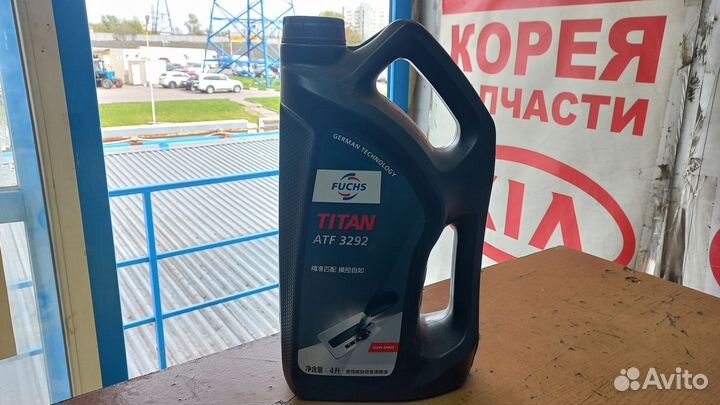 КОРЕЯ
ПЧАСТИ
KIA
GERMAN TECHNOLOGY
FUCHS
TITAN
ATF 3292
精准匹配 操控自如
净含量: 4升
Avito